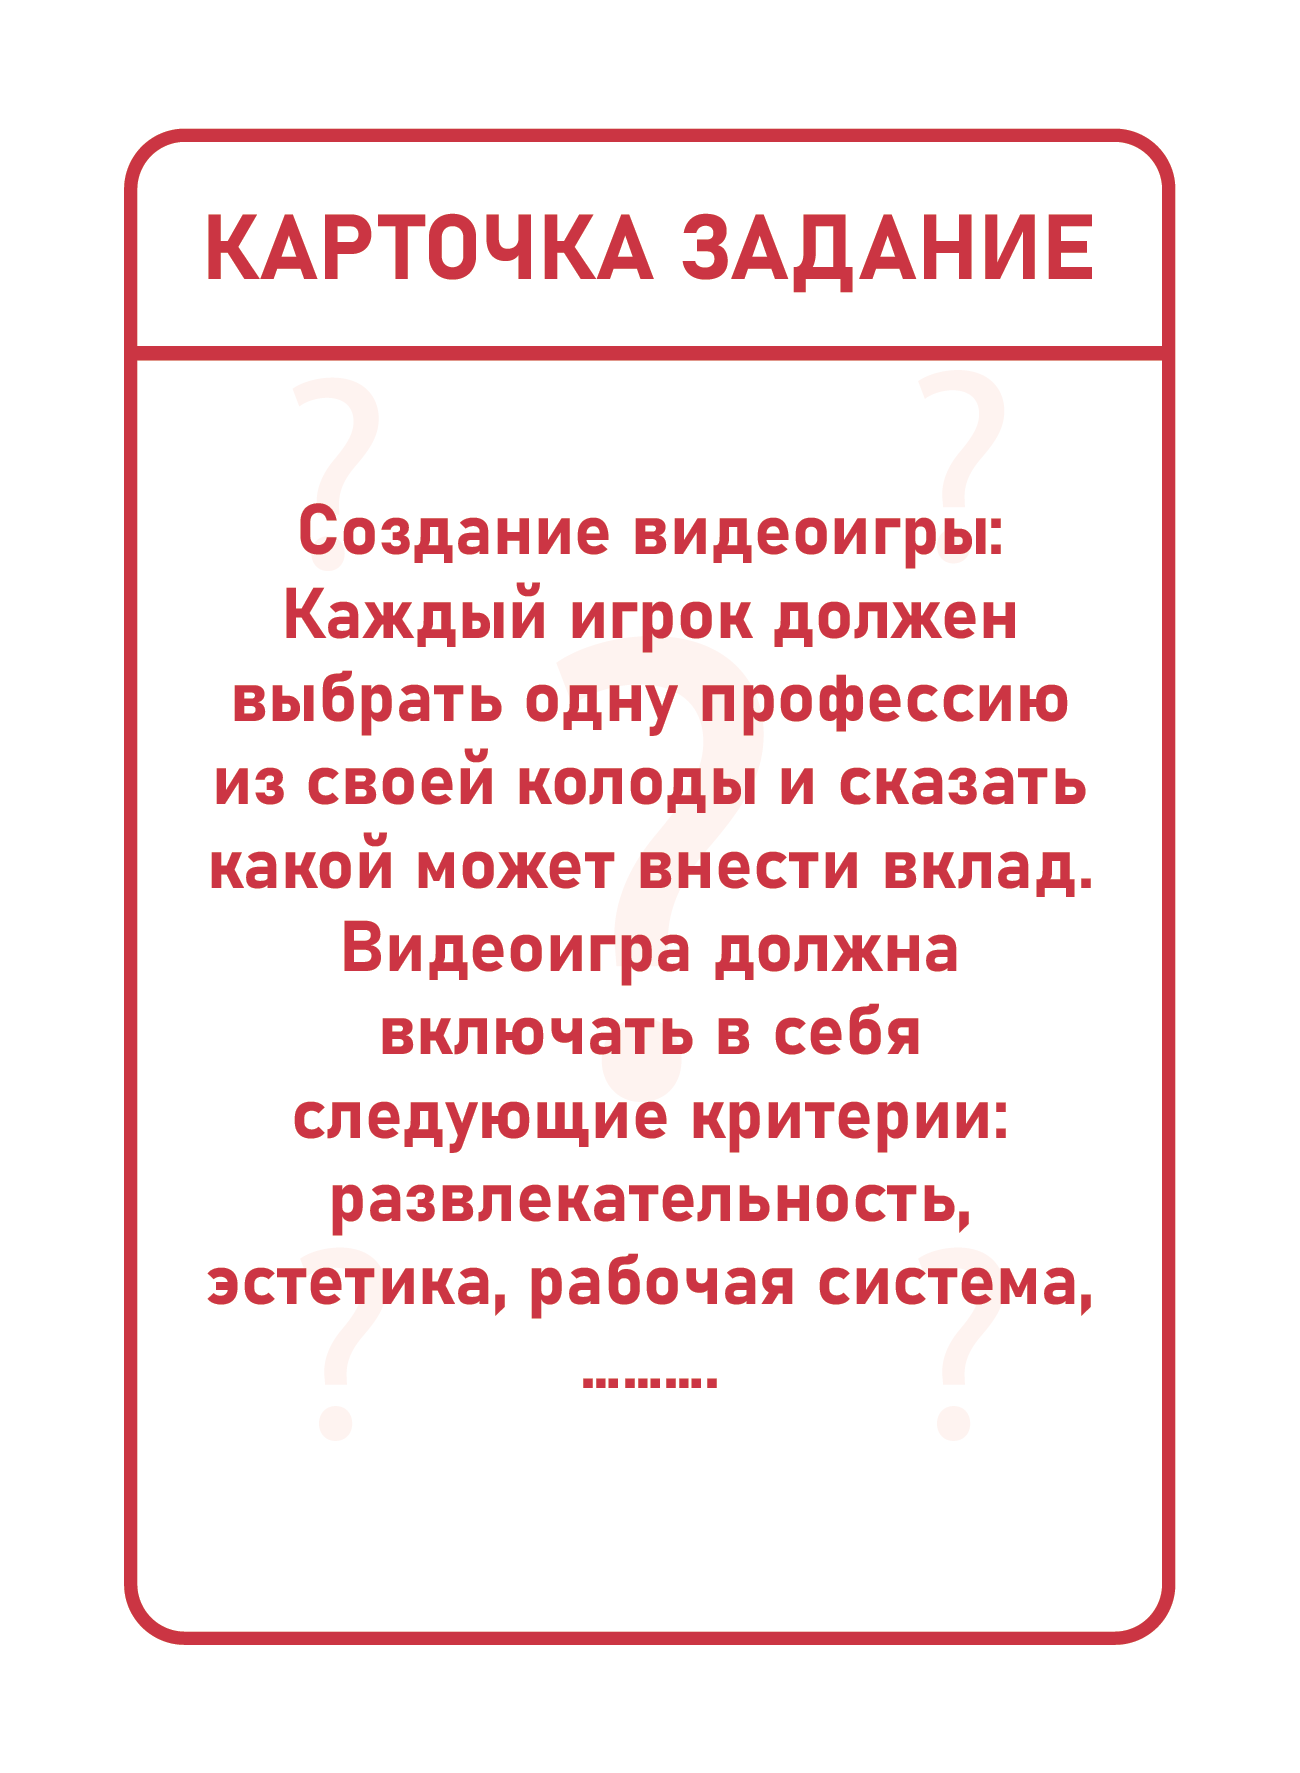 КАРТОЧКА ЗАДАНИЕ
Создание видеоигры:
Каждый игрок должен
выбрать одну профессию
из своей колоды и сказать
какой может внести вклад.
Видеоигра должна
включать в себя
следующие критерии:
развлекательность,
эстетика, рабочая система,
……….
?
?
?
?
?